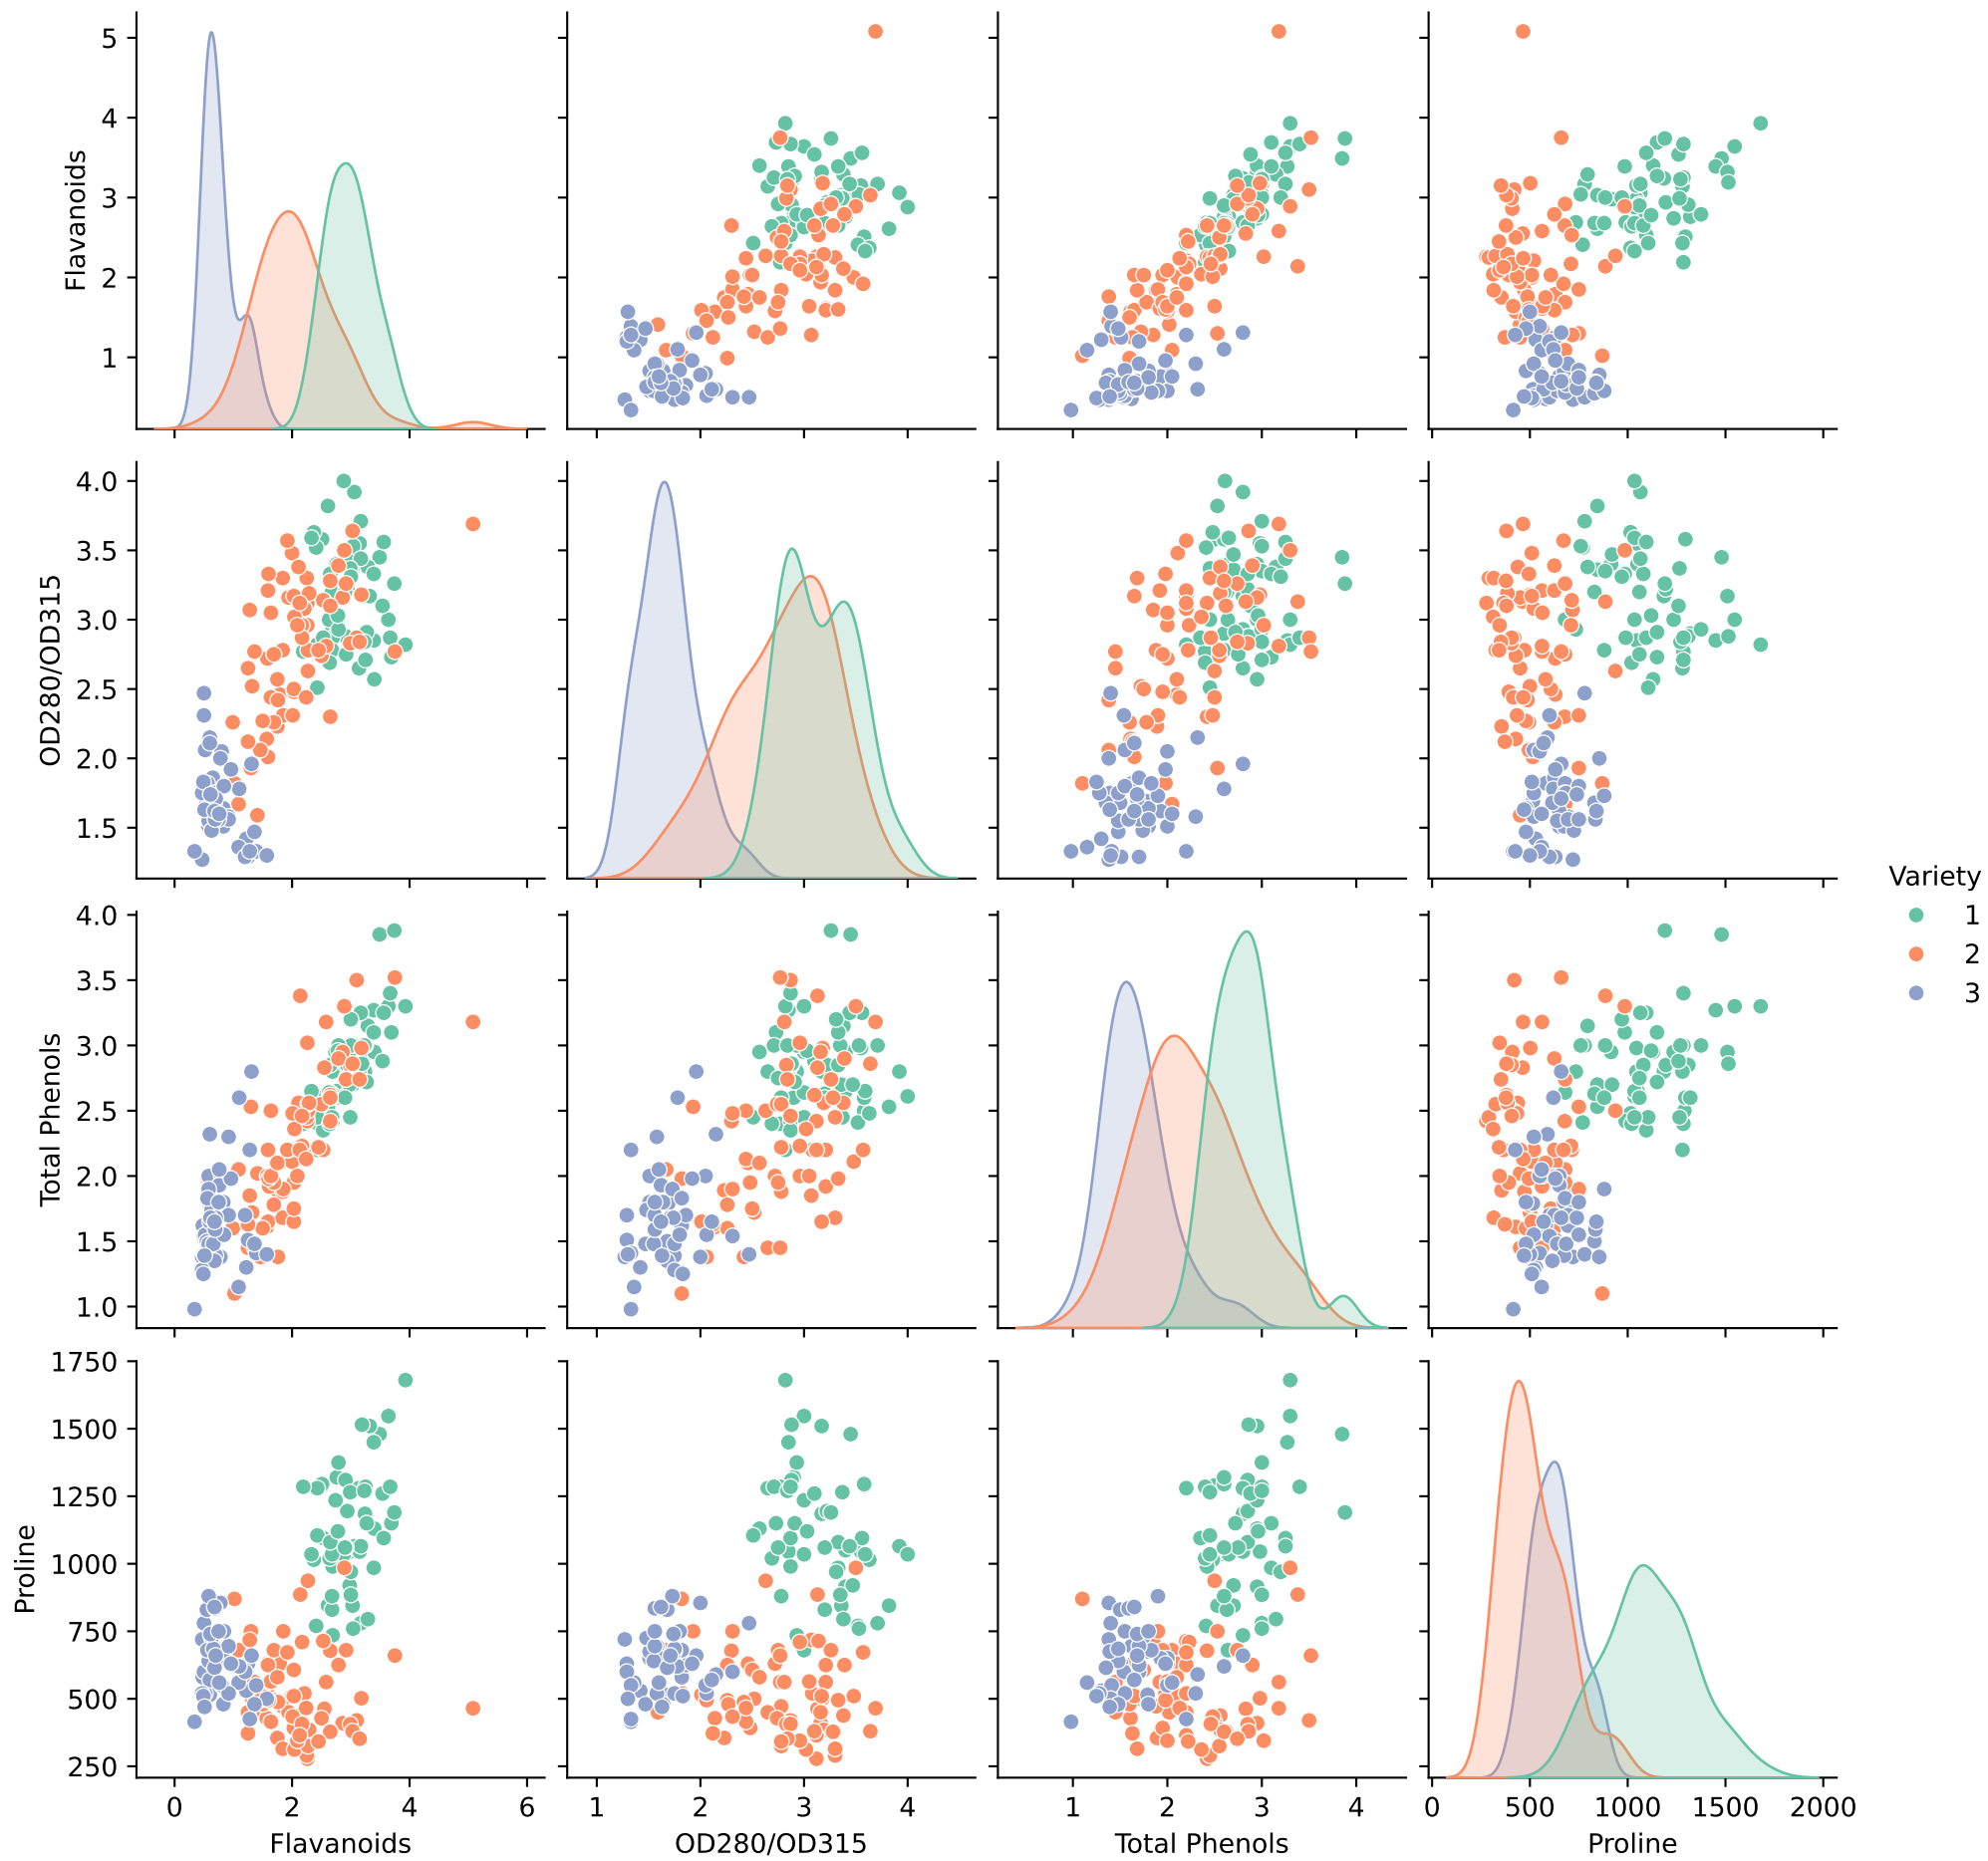 5
4
3
2
1
Flavanoids
4.0
3.5
3.0
2.5
2.0
1.5
OD280/OD315
4.0
3.5
3.0
2.5
2.0
1.5
1.0
Total Phenols
1750
1500
1250
1000
750
500
250
Proline
0 2 4 6
Flavanoids
1 2 3 4
OD280/OD315
1 2 3 4
Total Phenols
0 500 1000 1500 2000
Proline
Variety
1
2
3